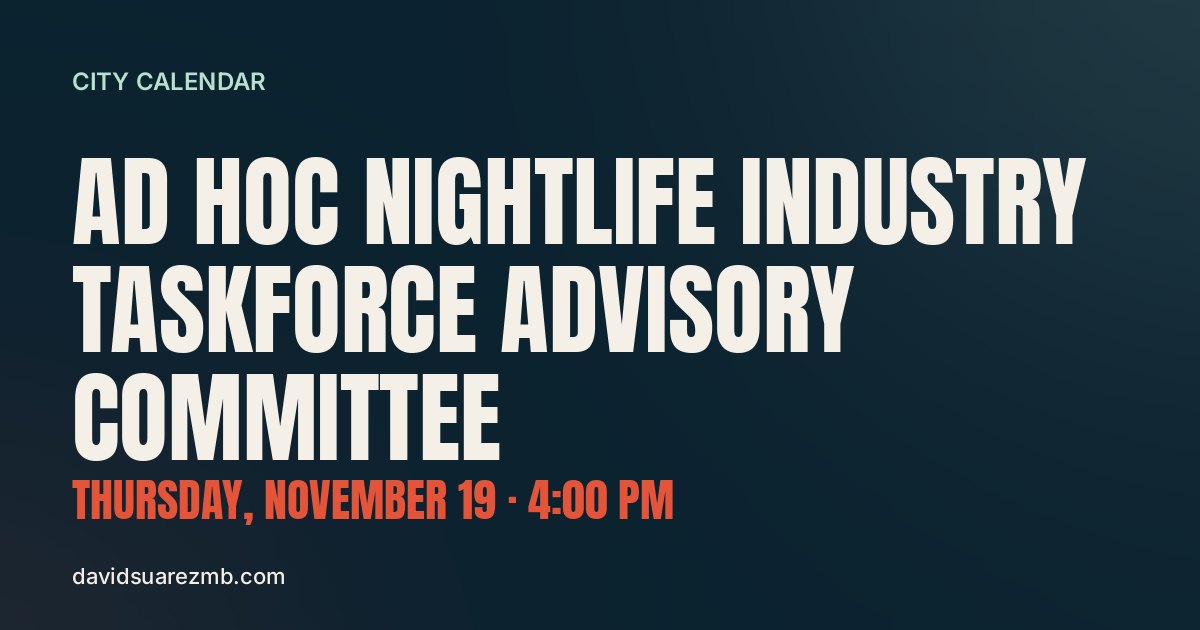 CITY CALENDAR
AD HOC NIGHTLIFE INDUSTRY
TASKFORCE ADVISORY
COMMITTEE
THURSDAY, NOVEMBER 19 · 4:00 PM
davidsuarezmb.com